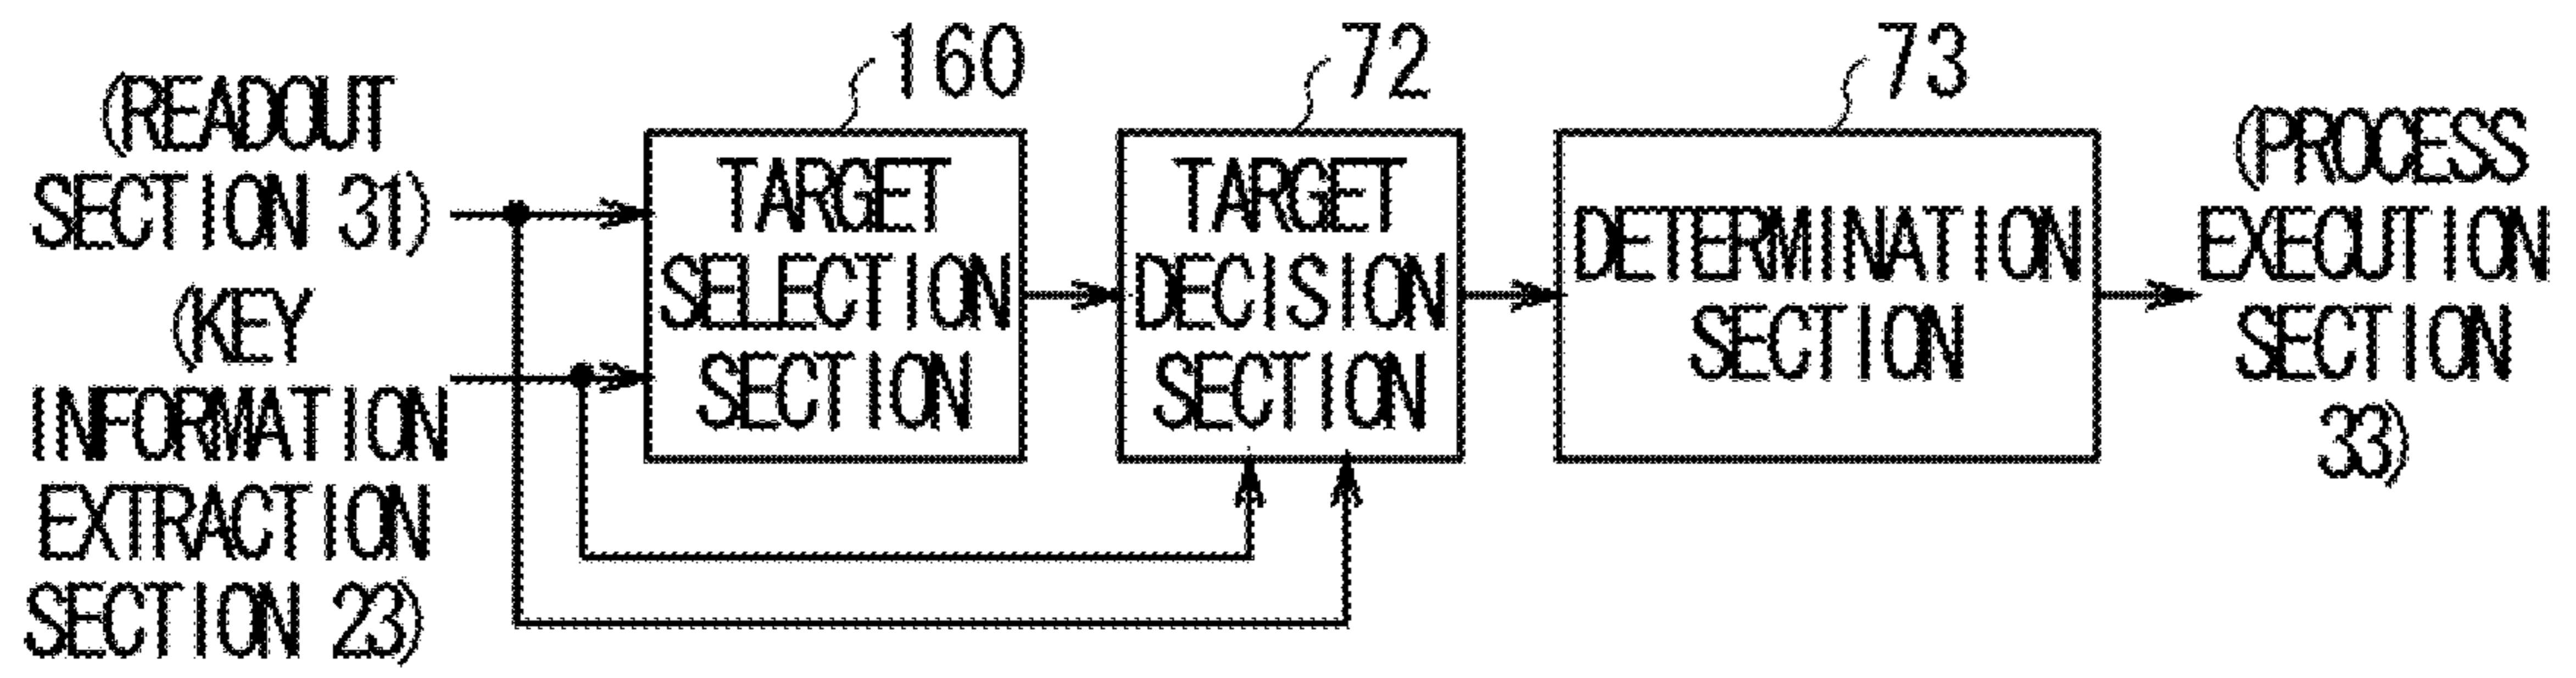 (READOUT
SECTION 31)
(KEY
INFORMATION
EXTRACTION
SECTION 23)
160
TARGET
SELECTION
SECTION
72
TARGET
DECISION
SECTION
73
DETERMINATION
SECTION
(PROCESS
EXECUTION
SECTION
33)